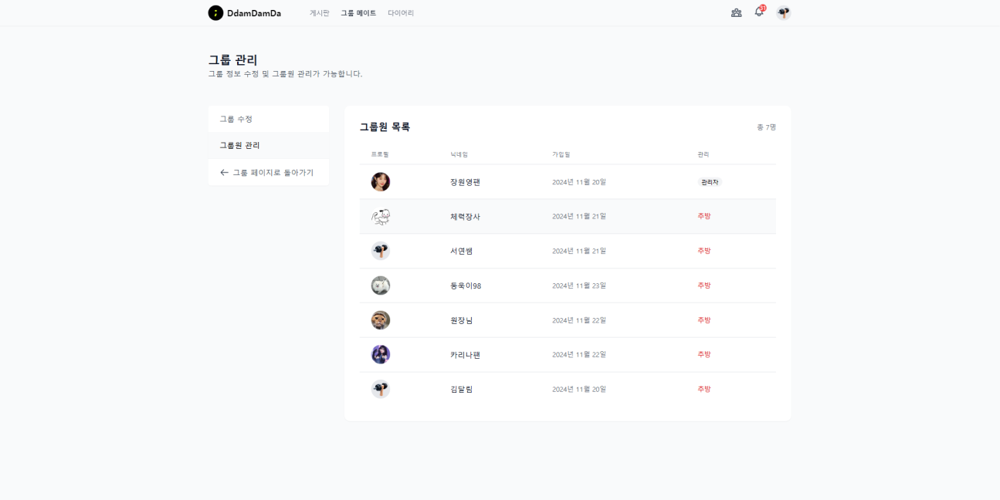 DdamDamDa 게시판 그룹 메이트 다이어리 31
그룹 관리
그룹 정보 수정 및 그룹원 관리가 가능합니다.
그룹 수정
그룹원 관리
← 그룹 페이지로 돌아가기
그룹원 목록 총 7명
프로필 닉네임 가입일 관리
장원영팬 2024년 11월 20일 관리자
체력장사 2024년 11월 21일 추방
서연쌤 2024년 11월 21일 추방
동욱이98 2024년 11월 23일 추방
원장님 2024년 11월 22일 추방
카리나팬 2024년 11월 22일 추방
김달림 2024년 11월 20일 추방